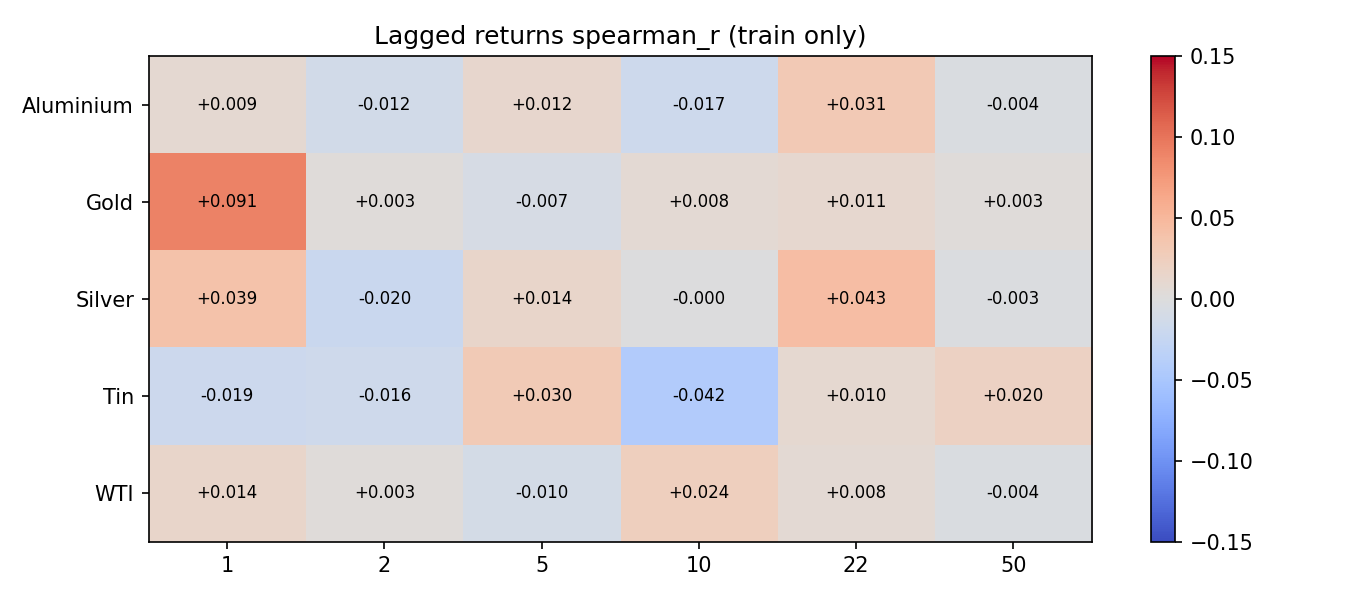 Lagged returns spearman_r (train only)
Aluminium +0.009 -0.012 +0.012 -0.017 +0.031 -0.004
Gold +0.091 +0.003 -0.007 +0.008 +0.011 +0.003
Silver +0.039 -0.020 +0.014 -0.000 +0.043 -0.003
Tin -0.019 -0.016 +0.030 -0.042 +0.010 +0.020
WTI +0.014 +0.003 -0.010 +0.024 +0.008 -0.004
1 2 5 10 22 50
0.15
0.10
0.05
0.00
−0.05
−0.10
−0.15